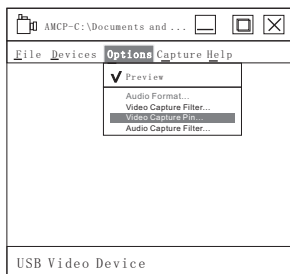 AMCP-C:\Documents and ...
File Devices Options Capture Help
Preview
Audio Format...
Video Capture Filter...
Video Capture Pin...
Audio Capture Filter...
USB Video Device